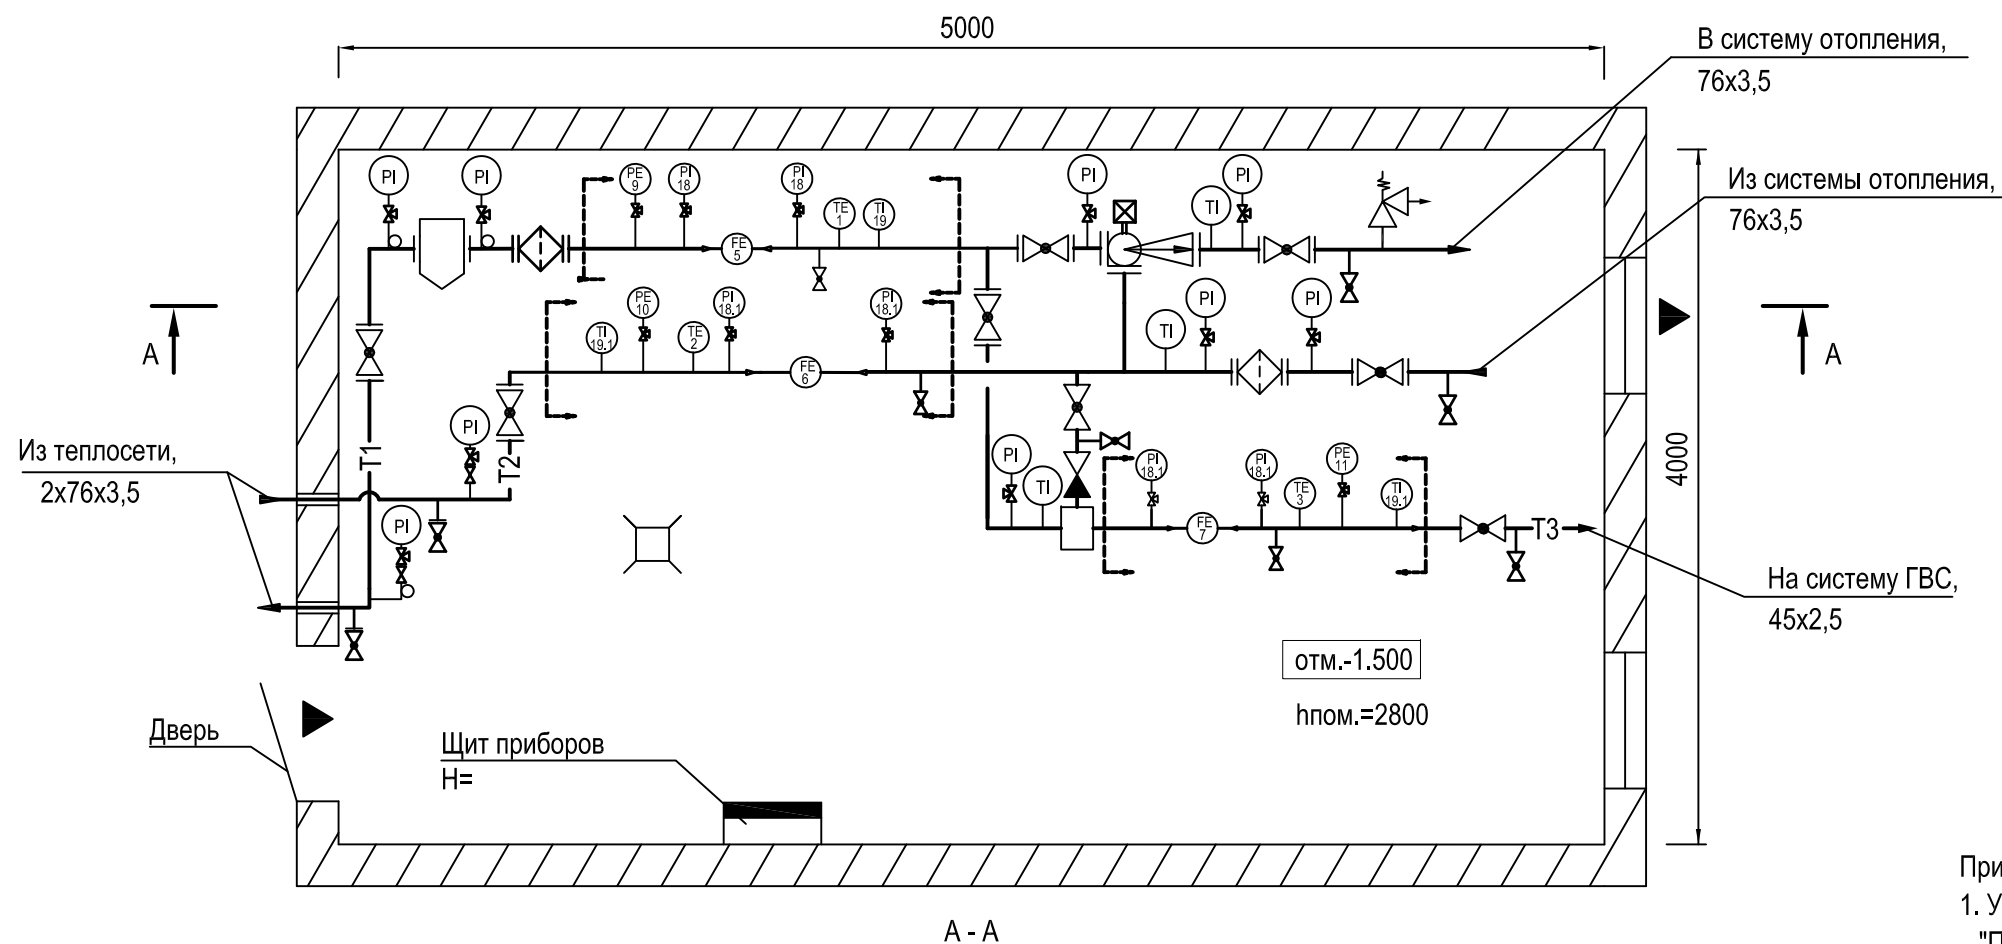 5000
В систему отопления,
76х3,5
Из системы отопления,
76х3,5
PI
PI
PE
9
PI
18
PI
18
TE
1
TI
19
FE
5
PI
TI
PI
A
TI
19.1
PE
10
TE
2
PI
18.1
FE
6
PI
18.1
TI
PI
PI
A
Из теплосети,
2х76х3,5
T1
PI
T2
PI
PI
TI
PI
18.1
FE
7
PI
18.1
TE
3
PE
11
TI
19.1
T3
4000
На систему ГВС,
45х2,5
отм.-1.500
hпом.=2800
Дверь
Щит приборов
H=
A - A
При
1. У
"П